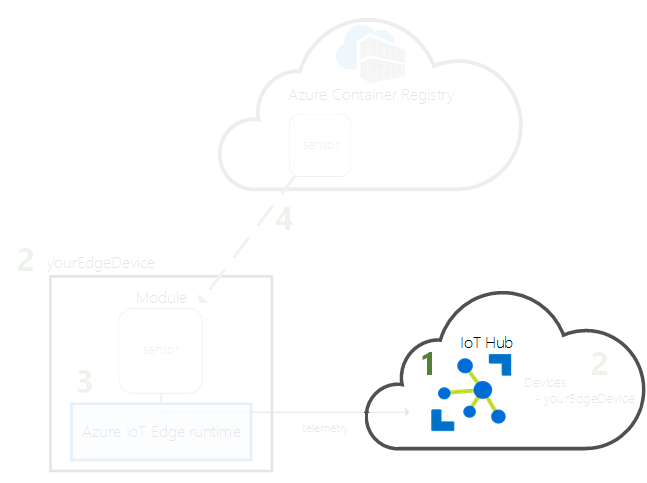 Azure Container Registry
sensor
4
2 yourEdgeDevice
Module
sensor
3
Azure IoT Edge runtime
telemetry
IoT Hub
1
2
Devices
- yourEdgeDevice